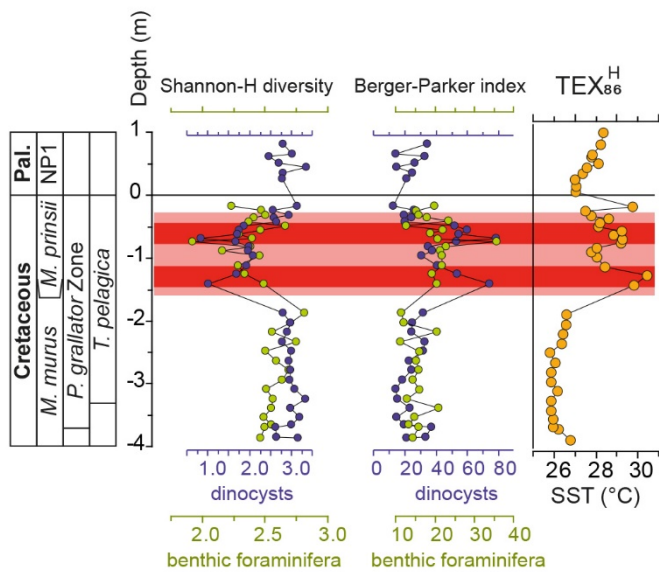 Depth (m)
Shannon-H diversity
Berger-Parker index
TEX86H
Pal.
NP1
Cretaceous
M. murus
M. prinsii
P. grallator Zone
T. pelagica
1
0
-1
-2
-3
-4
1.0 2.0 3.0
dinocysts
0 20 40 60 80
dinocysts
26 28 30
SST (°C)
2.0 2.5 3.0
benthic foraminifera
10 20 30 40
benthic foraminifera